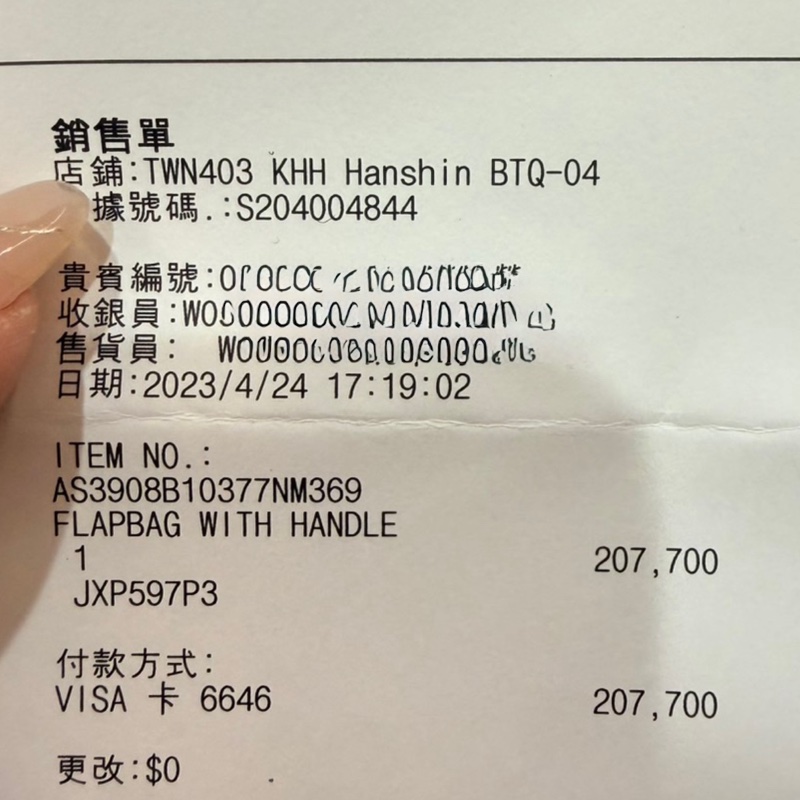 銷售單
店鋪:TWN403 KHH Hanshin BTQ-04
據號碼.:S204004844
貴賓編號:
收銀員:
售貨員:
日期:2023/4/24 17:19:02
ITEM NO.:
AS3908B10377NM369
FLAPBAG WITH HANDLE
1 207,700
JXP597P3
付款方式:
VISA 卡 6646 207,700
更改:$0